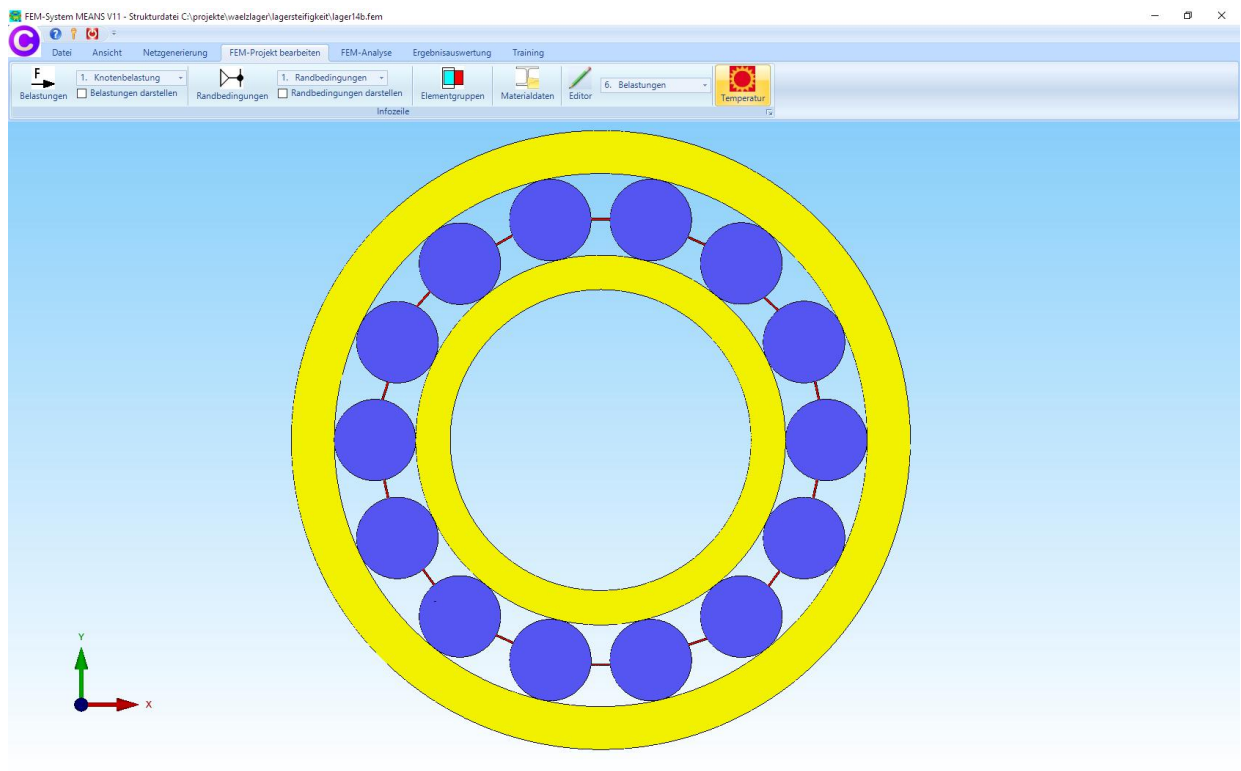 FEM-System MEANS V11 - Strukturdatei C:\projekte\waelzlager\lagersteifigkeit\lager14b.fem
C
Datei Ansicht Netzgenerierung FEM-Projekt bearbeiten FEM-Analyse Ergebnisauswertung Training
F
1. Knotenbelastung
1. Randbedingungen
6. Belastungen
Belastungen
Belastungen darstellen
Randbedingungen
Randbedingungen darstellen
Elementgruppen
Materialdaten
Editor
Temperatur
Infozeile
Y
X